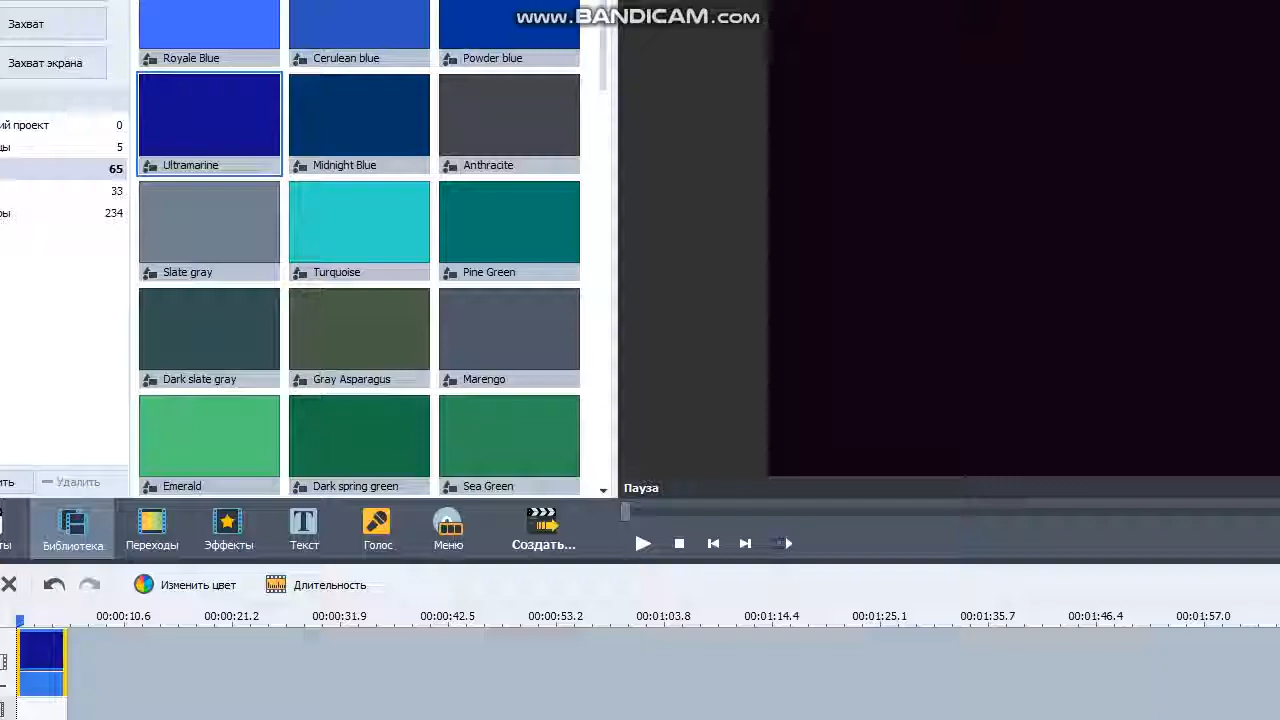 www.BANDICAM.com
Захват
Захват экрана
ий проект 0
цы 5
65
33
ры 234
ить
Удалить
Royale Blue
Cerulean blue
Powder blue
Ultramarine
Midnight Blue
Anthracite
Slate gray
Turquoise
Pine Green
Dark slate gray
Gray Asparagus
Marengo
Emerald
Dark spring green
Sea Green
Пауза
ты
Библиотека
Переходы
Эффекты
T
Текст
Голос
Меню
Создать...
Изменить цвет
Длительность
00:00:10.6 00:00:21.2 00:00:31.9 00:00:42.5 00:00:53.2 00:01:03.8 00:01:14.4 00:01:25.1 00:01:35.7 00:01:46.4 00:01:57.0